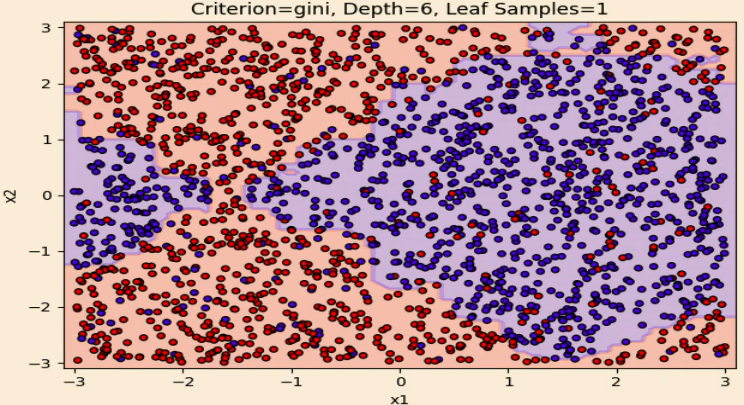 Criterion=gini, Depth=6, Leaf Samples=1
3
2
1
0
−1
−2
−3
x2
−3 −2 −1 0 1 2 3
x1